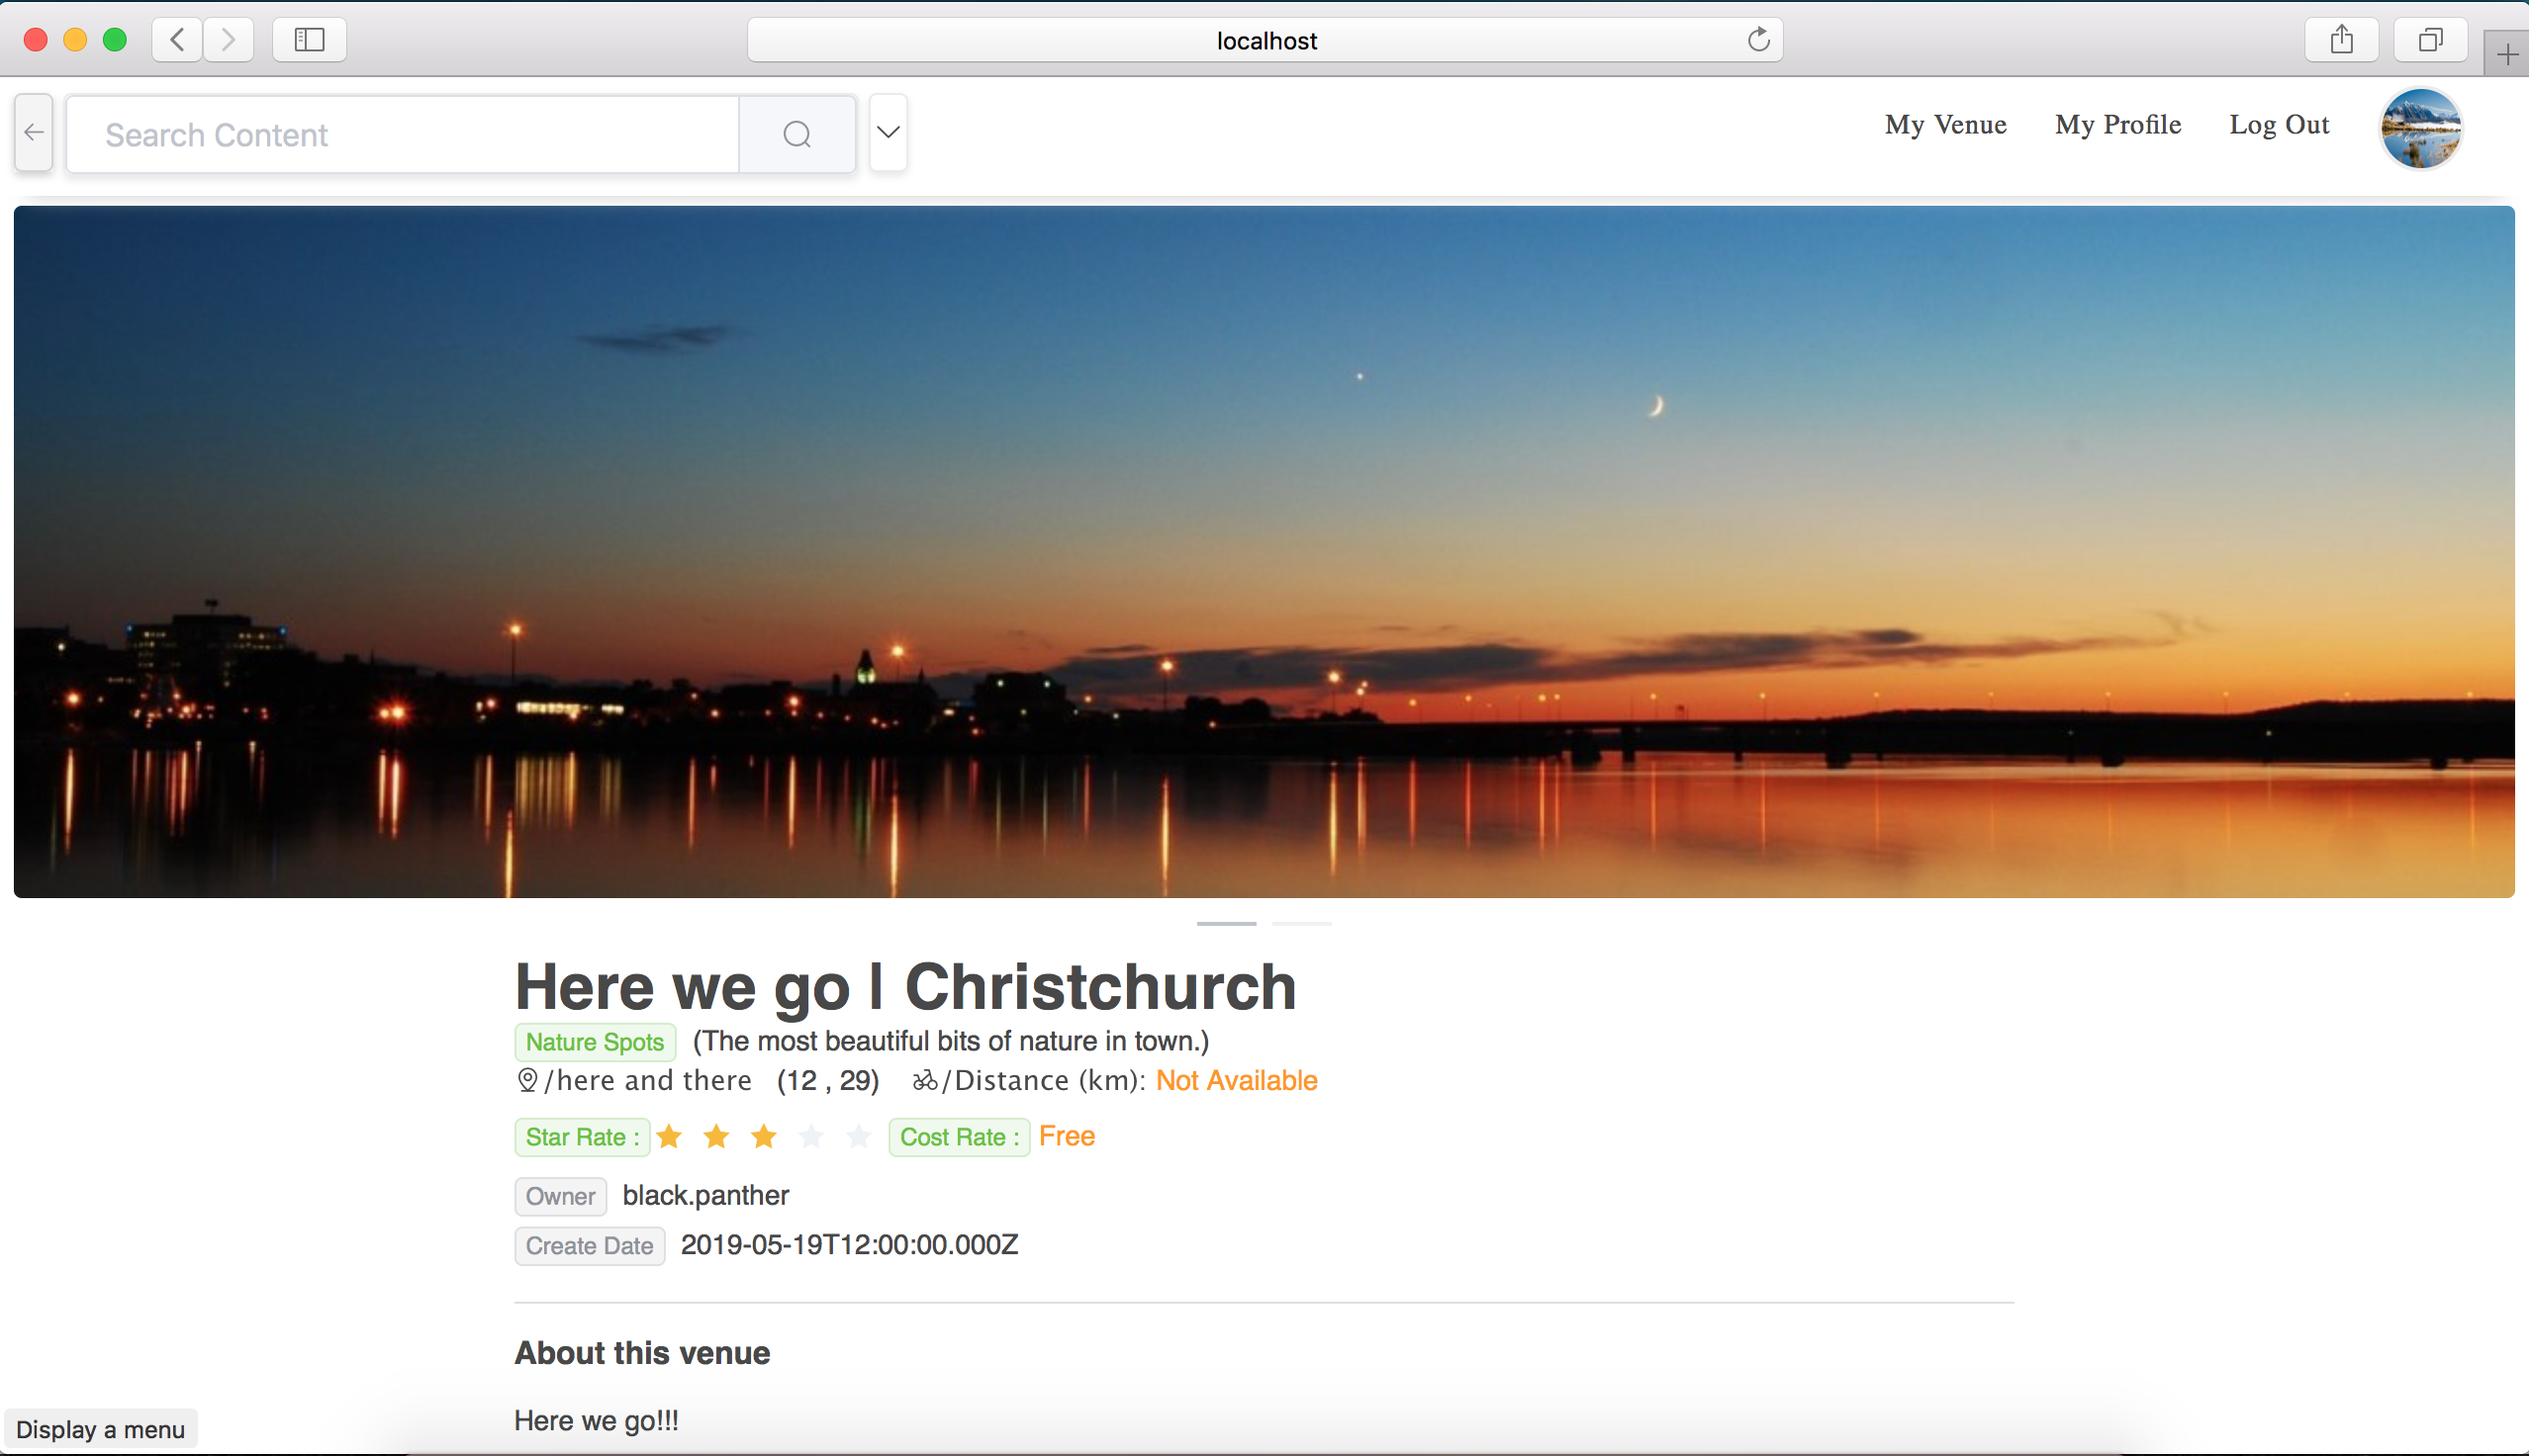 localhost
Search Content
My Venue My Profile Log Out
Here we go | Christchurch
Nature Spots (The most beautiful bits of nature in town.)
/here and there (12 , 29) /Distance (km): Not Available
Star Rate : Cost Rate : Free
Owner black.panther
Create Date 2019-05-19T12:00:00.000Z
About this venue
Here we go!!!
Display a menu